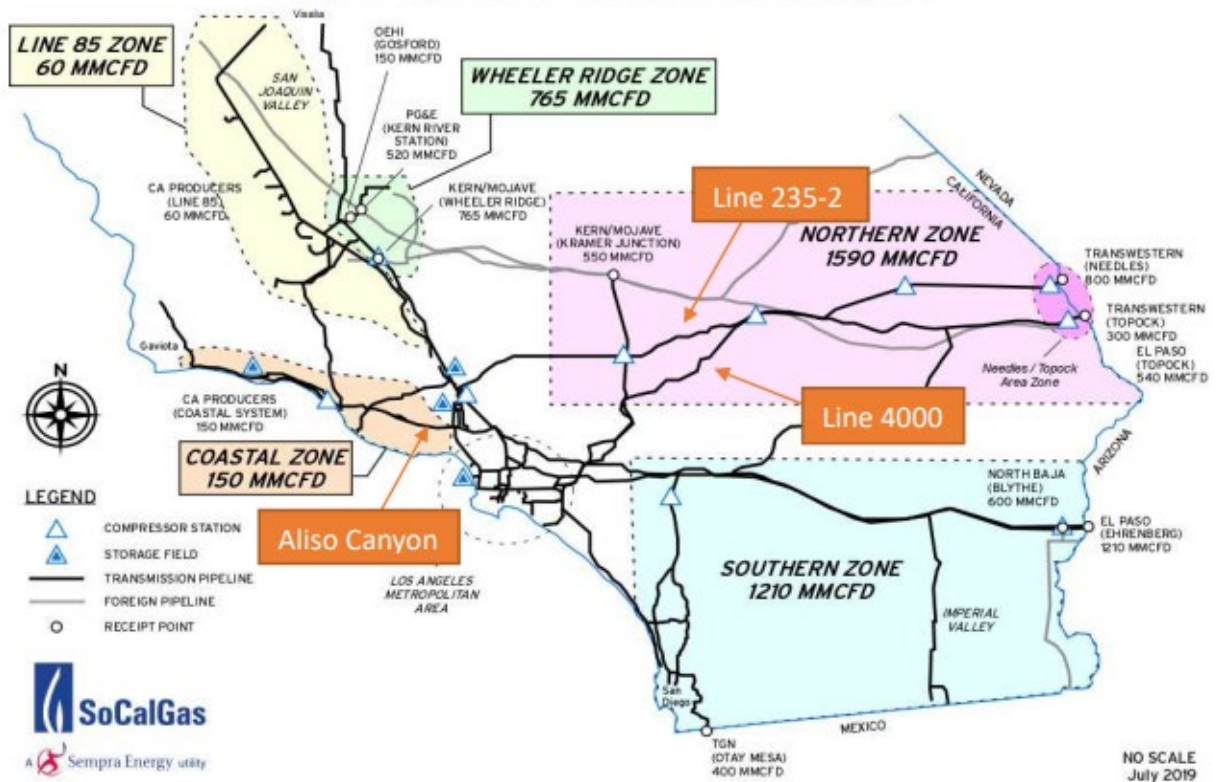 Visalia
LINE 85 ZONE
60 MMCFD
OEHI
(GOSFORD)
150 MMCFD
SAN
JOAQUIN
VALLEY
WHEELER RIDGE ZONE
765 MMCFD
PG&E
(KERN RIVER
STATION)
520 MMCFD
CA PRODUCERS
(LINE 85)
60 MMCFD
KERN/MOJAVE
(WHEELER RIDGE)
765 MMCFD
Line 235-2
NEVADA
CALIFORNIA
KERN/MOJAVE
(KRAMER JUNCTION)
550 MMCFD
NORTHERN ZONE
1590 MMCFD
TRANSWESTERN
(NEEDLES)
800 MMCFD
TRANSWESTERN
(TOPOCK)
300 MMCFD
EL PASO
(TOPOCK)
540 MMCFD
Needles / Topock
Area Zone
Gaviota
N
CA PRODUCERS
(COASTAL SYSTEM)
150 MMCFD
Line 4000
COASTAL ZONE
150 MMCFD
ARIZONA
LEGEND
COMPRESSOR STATION
STORAGE FIELD
TRANSMISSION PIPELINE
FOREIGN PIPELINE
RECEIPT POINT
Aliso Canyon
LOS ANGELES
METROPOLITAN
AREA
NORTH BAJA
(BLYTHE)
600 MMCFD
EL PASO
(EHRENBERG)
1210 MMCFD
SOUTHERN ZONE
1210 MMCFD
IMPERIAL
VALLEY
San
Diego
MEXICO
TGN
(OTAY MESA)
400 MMCFD
SoCalGas
A Sempra Energy utility
NO SCALE
July 2019